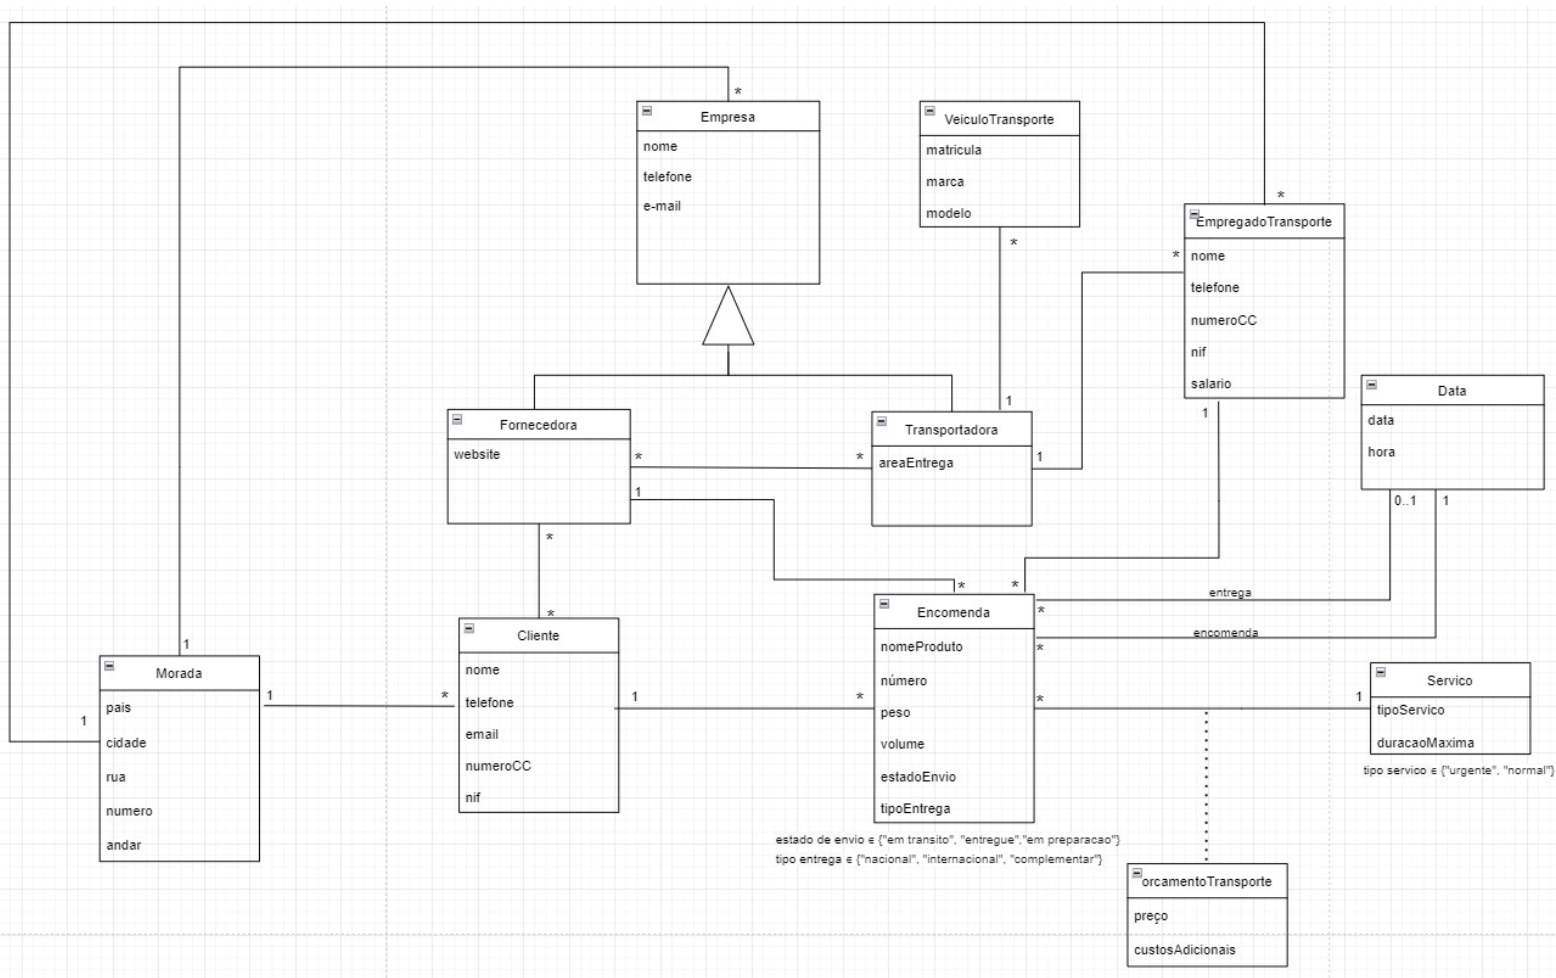 *
Empresa
nome
telefone
e-mail
VeiculoTransporte
matricula
marca
modelo
*
*
EmpregadoTransporte
nome
telefone
numeroCC
nif
salario
*
1
Data
data
hora
0..1
1
Fornecedora
website
*
*
1
*
1
Transportadora
areaEntrega
1
*
*
entrega
*
encomenda
*
Encomenda
nomeProduto
número
peso
volume
estadoEnvio
tipoEntrega
estado de envio ϵ {"em transito", "entregue","em preparacao"}
tipo entrega ϵ {"nacional", "internacional", "complementar"}
*
Cliente
nome
telefone
email
numeroCC
nif
1
*
1
Morada
pais
cidade
rua
numero
andar
1
1
*
*
1
Servico
tipoServico
duracaoMaxima
tipo servico ϵ {"urgente", "normal"}
orcamentoTransporte
preço
custosAdicionais